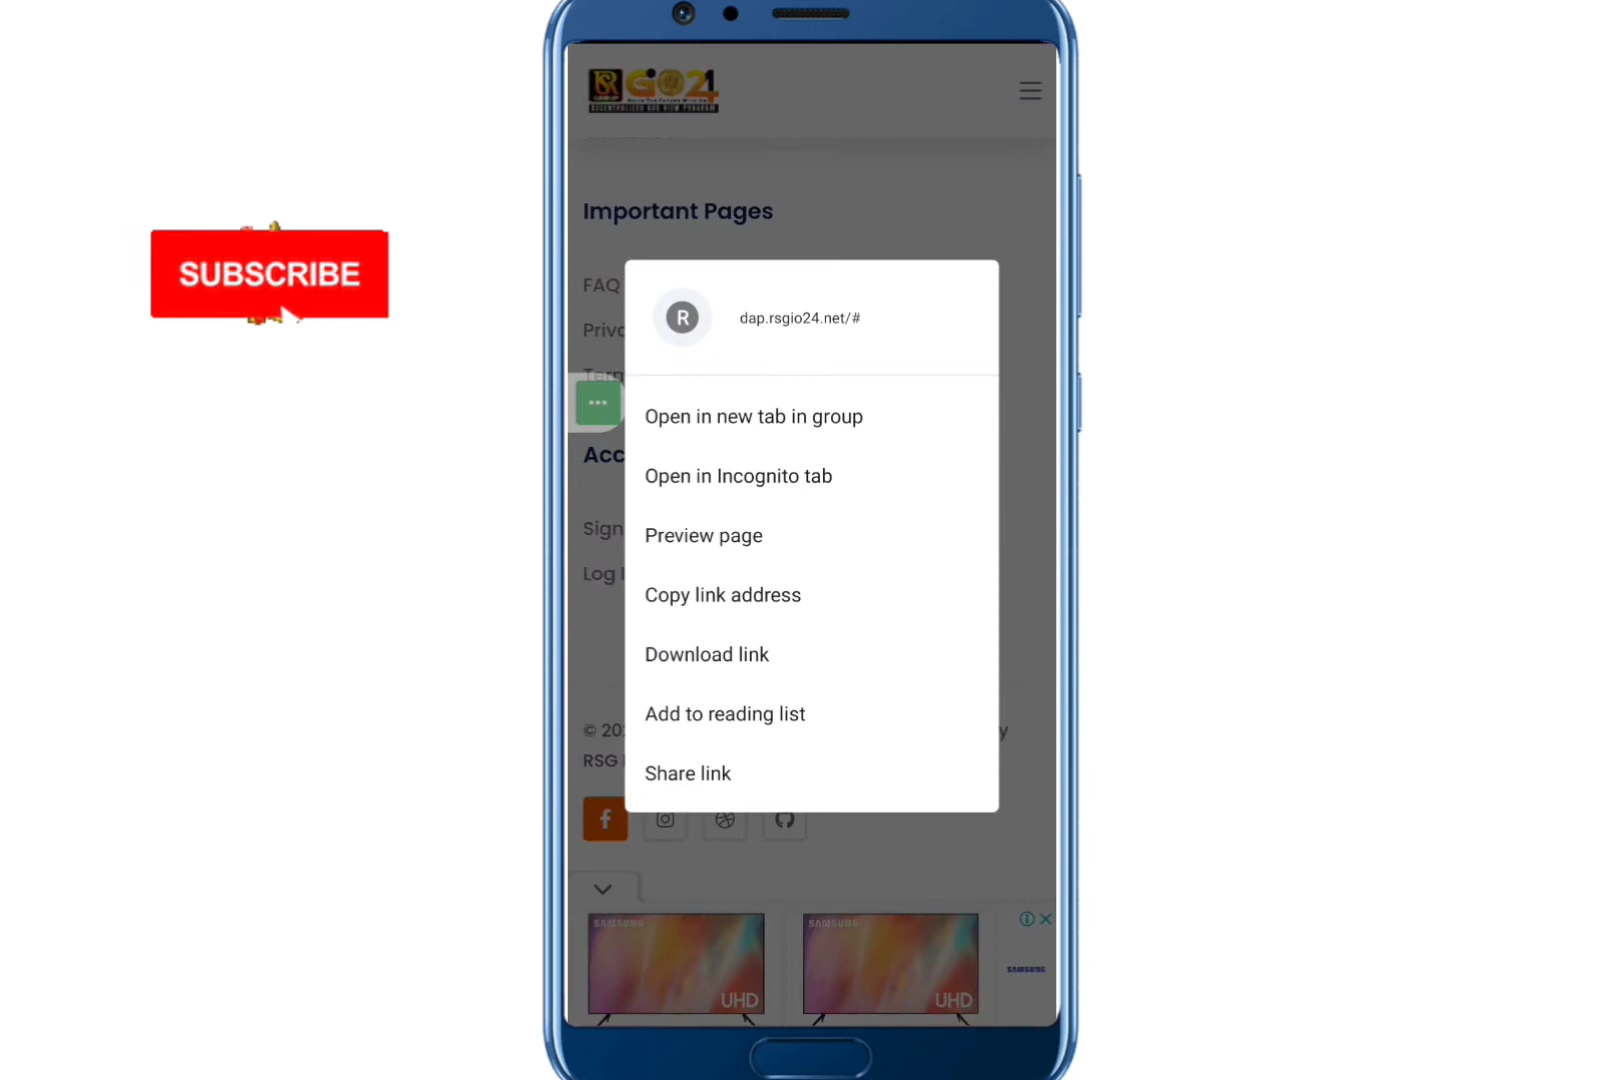 GIO24
SUBSCRIBE
Important Pages
FAQ
R
dap.rsgio24.net/#
Open in new tab in group
Open in Incognito tab
Preview page
Copy link address
Download link
Add to reading list
Share link
Acc
Sign
Log
© 20
y
RSG
SAMSUNG
UHD
SAMSUNG
UHD
SAMSUNG